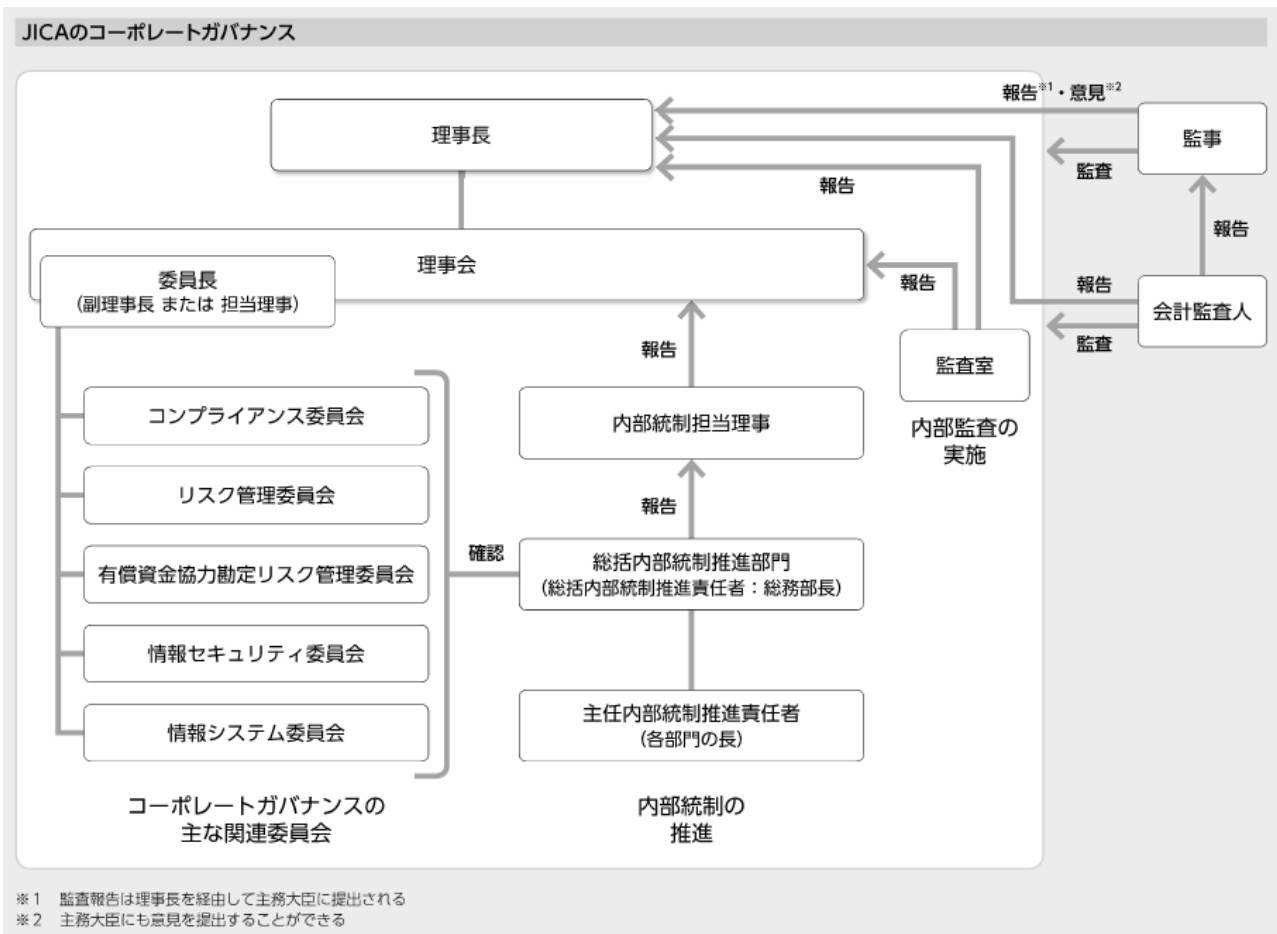 JICAのコーポレートガバナンス
報告※1・意見※2
理事長
監事
監査
報告
報告
理事会
委員長
(副理事長 または 担当理事)
報告
報告
会計監査人
監査
報告
監査室
コンプライアンス委員会
内部統制担当理事
内部監査の
実施
リスク管理委員会
報告
確認
有償資金協力勘定リスク管理委員会
総括内部統制推進部門
(総括内部統制推進責任者：総務部長)
情報セキュリティ委員会
情報システム委員会
主任内部統制推進責任者
(各部門の長)
コーポレートガバナンスの
主な関連委員会
内部統制の
推進
※1 監査報告は理事長を経由して主務大臣に提出される
※2 主務大臣にも意見を提出することができる